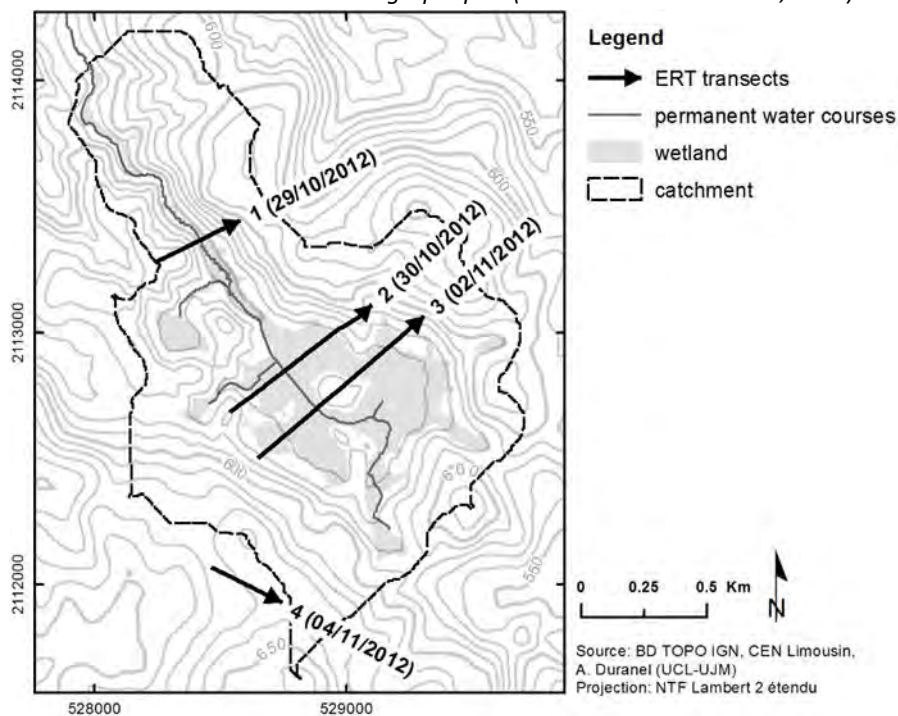 600
550
600
2114000
2113000
2112000
1 (29/10/2012)
2 (30/10/2012)
3 (02/11/2012)
600
600
550
4 (04/11/2012)
650
528000
529000
Legend
ERT transects
permanent water courses
wetland
catchment
0 0.25 0.5 Km
N
Source: BD TOPO IGN, CEN Limousin,
A. Duranel (UCL-UJM)
Projection: NTF Lambert 2 étendu